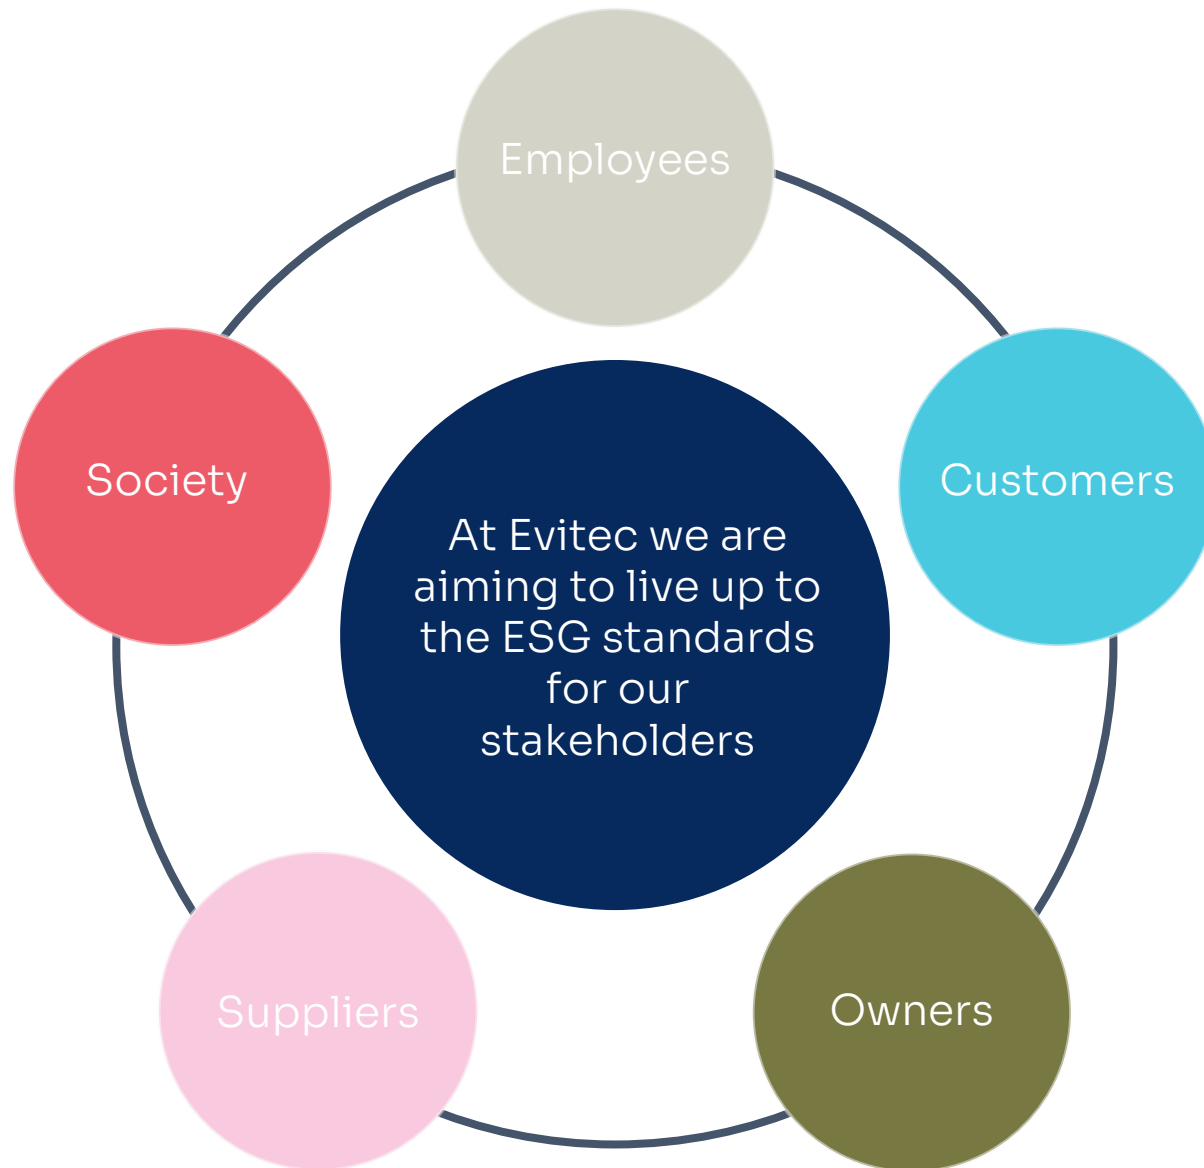 Employees
Society
Customers
At Evitec we are
aiming to live up to
the ESG standards
for our
stakeholders
Suppliers
Owners